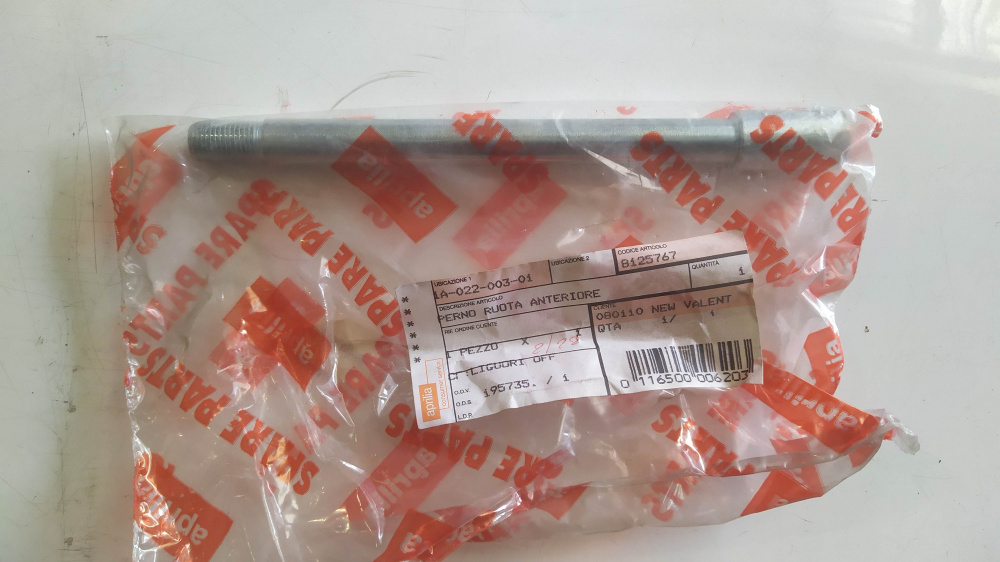 aprilia
SPARE PARTS
UBICAZIONE 1
1A-022-003-01
UBICAZIONE 2
CODICE ARTICOLO
8125767
DESCRIZIONE ARTICOLO
PERNO RUOTA ANTERIORE
QUANTITÀ
1
RIF. ORDINE CLIENTE
1 PEZZO X
LIGUORI OFF
080110 NEW VALENT
QTA 1/ 1
O.D.V.
195735. / 1
O.D.S.
L.D.P.
0 116500 006203
aprilia